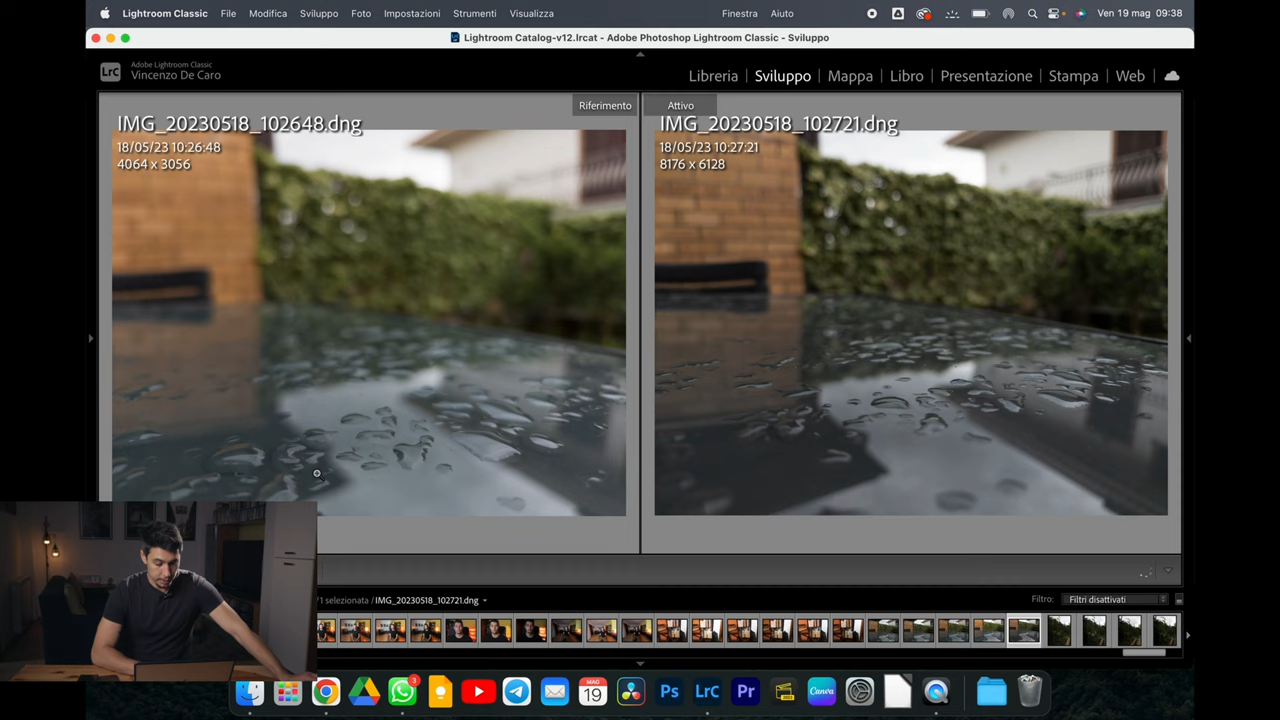 Lightroom Classic File Modifica Sviluppo Foto Impostazioni Strumenti Visualizza Finestra Aiuto Ven 19 mag 09:38
Lightroom Catalog-v12.lrcat - Adobe Photoshop Lightroom Classic - Sviluppo
LrC
Adobe Lightroom Classic
Vincenzo De Caro
Libreria | Sviluppo | Mappa | Libro | Presentazione | Stampa | Web
Riferimento
Attivo
IMG_20230518_102648.dng
18/05/23 10:26:48
4064 x 3056
IMG_20230518_102721.dng
18/05/23 10:27:21
8176 x 6128
/1 selezionata / IMG_20230518_102721.dng
Filtro: Filtri disattivati
3
MAG
19
Ps
LrC
Pr
Canva